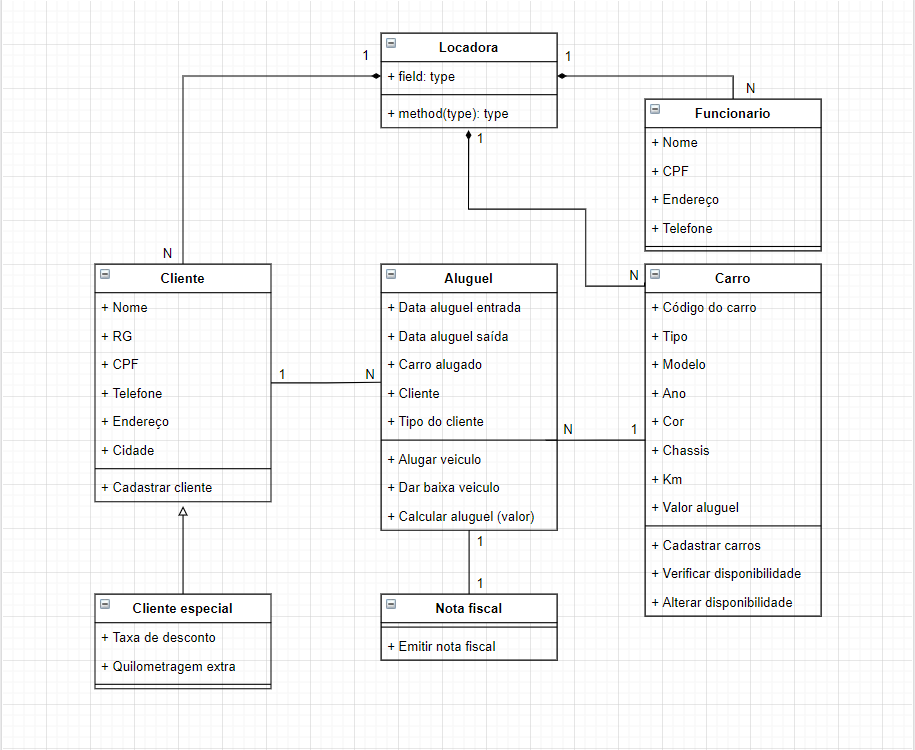 Locadora
+ field: type
+ method(type): type
1
1
1
N
Funcionario
+ Nome
+ CPF
+ Endereço
+ Telefone
N
Cliente
+ Nome
+ RG
+ CPF
+ Telefone
+ Endereço
+ Cidade
+ Cadastrar cliente
1
N
Aluguel
+ Data aluguel entrada
+ Data aluguel saída
+ Carro alugado
+ Cliente
+ Tipo do cliente
+ Alugar veiculo
+ Dar baixa veiculo
+ Calcular aluguel (valor)
N
1
N
Carro
+ Código do carro
+ Tipo
+ Modelo
+ Ano
+ Cor
+ Chassis
+ Km
+ Valor aluguel
+ Cadastrar carros
+ Verificar disponibilidade
+ Alterar disponibilidade
Cliente especial
+ Taxa de desconto
+ Quilometragem extra
1
1
Nota fiscal
+ Emitir nota fiscal